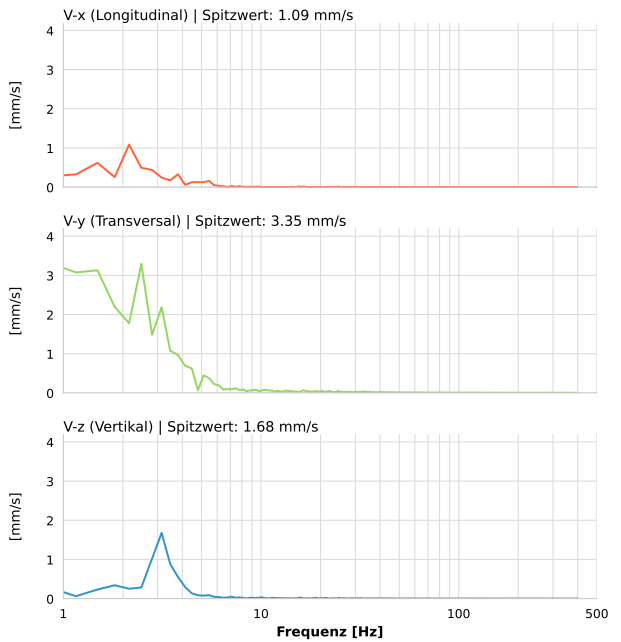 V-x (Longitudinal) | Spitzwert: 1.09 mm/s
4
3
[mm/s]
2
1
0
V-y (Transversal) | Spitzwert: 3.35 mm/s
4
3
[mm/s]
2
1
0
V-z (Vertikal) | Spitzwert: 1.68 mm/s
4
3
[mm/s]
2
1
0
1 10 100 500
Frequenz [Hz]